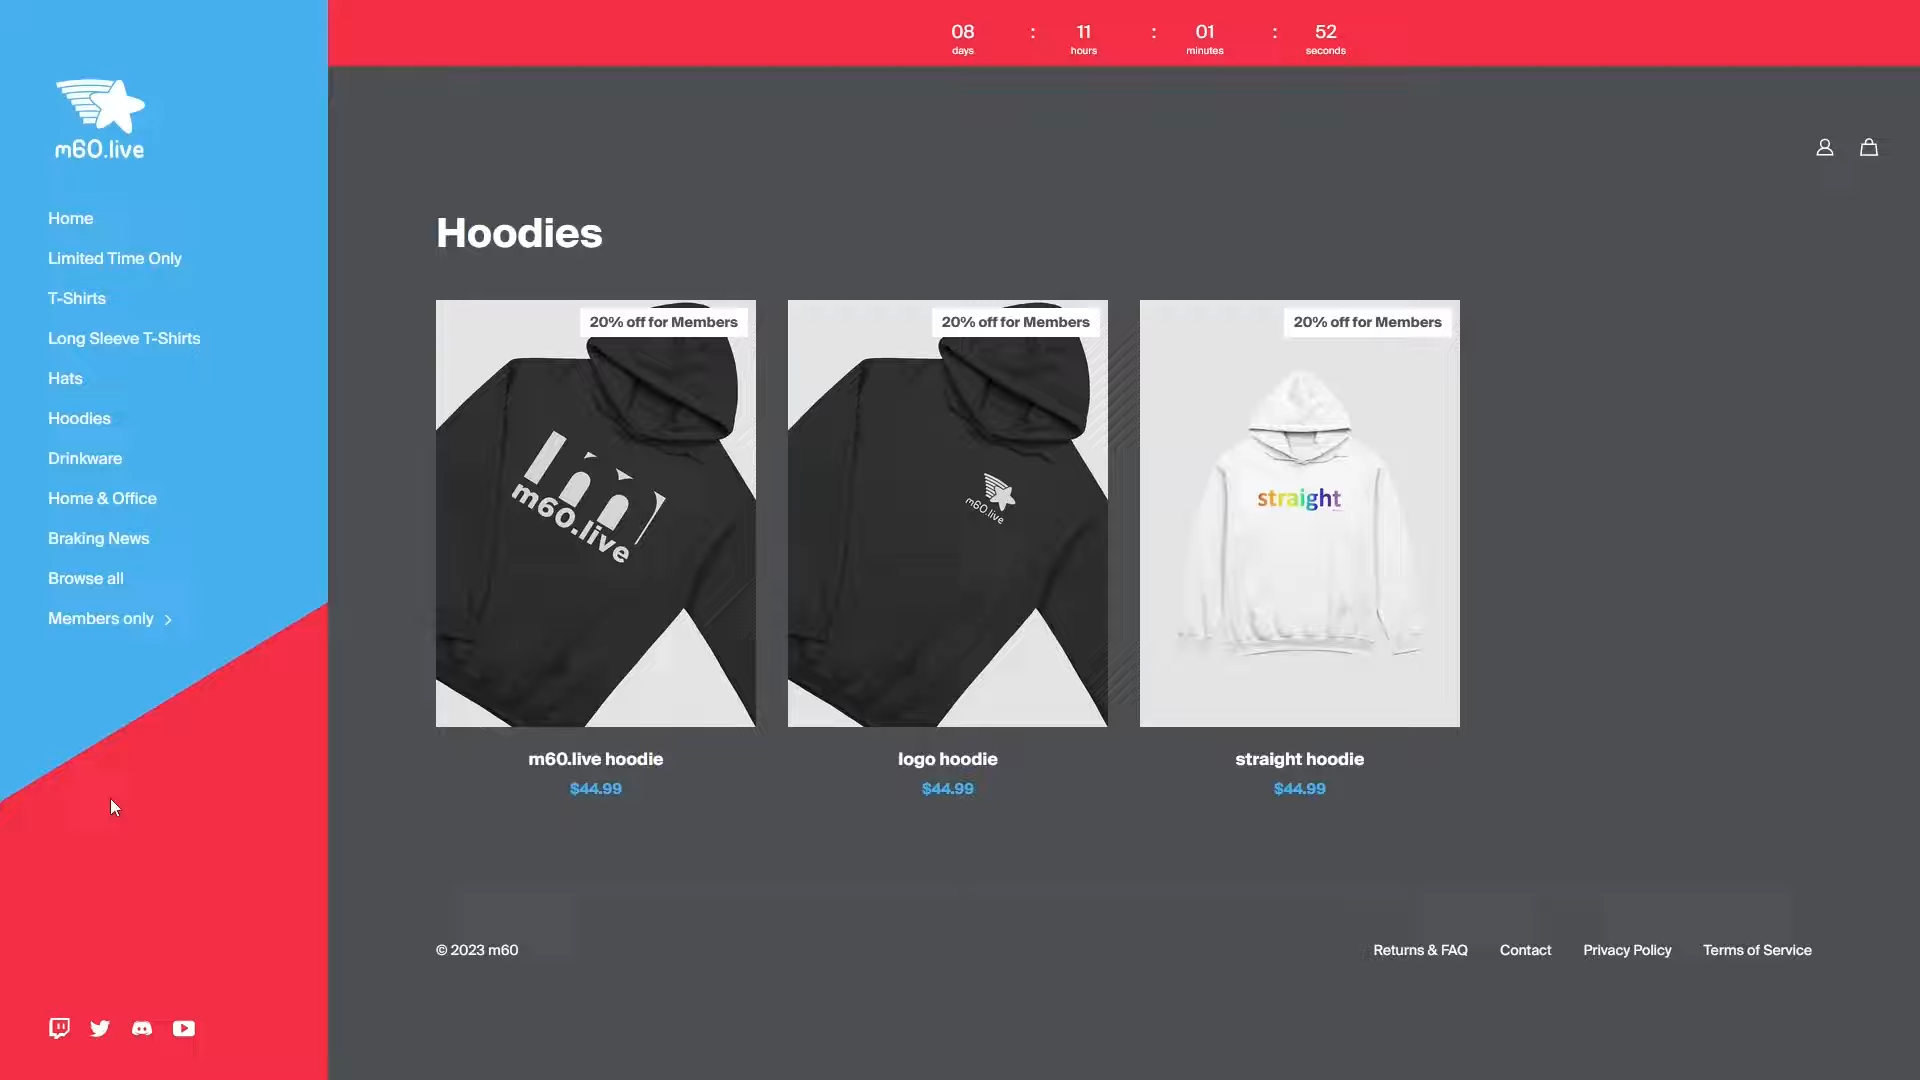 08 : 11 : 01 : 52
days hours minutes seconds
m60.live
Home
Limited Time Only
T-Shirts
Long Sleeve T-Shirts
Hats
Hoodies
Drinkware
Home & Office
Braking News
Browse all
Members only
Hoodies
20% off for Members
m60.live
m60.live hoodie
$44.99
20% off for Members
m60.live
logo hoodie
$44.99
20% off for Members
straight
straight hoodie
$44.99
© 2023 m60
Returns & FAQ Contact Privacy Policy Terms of Service